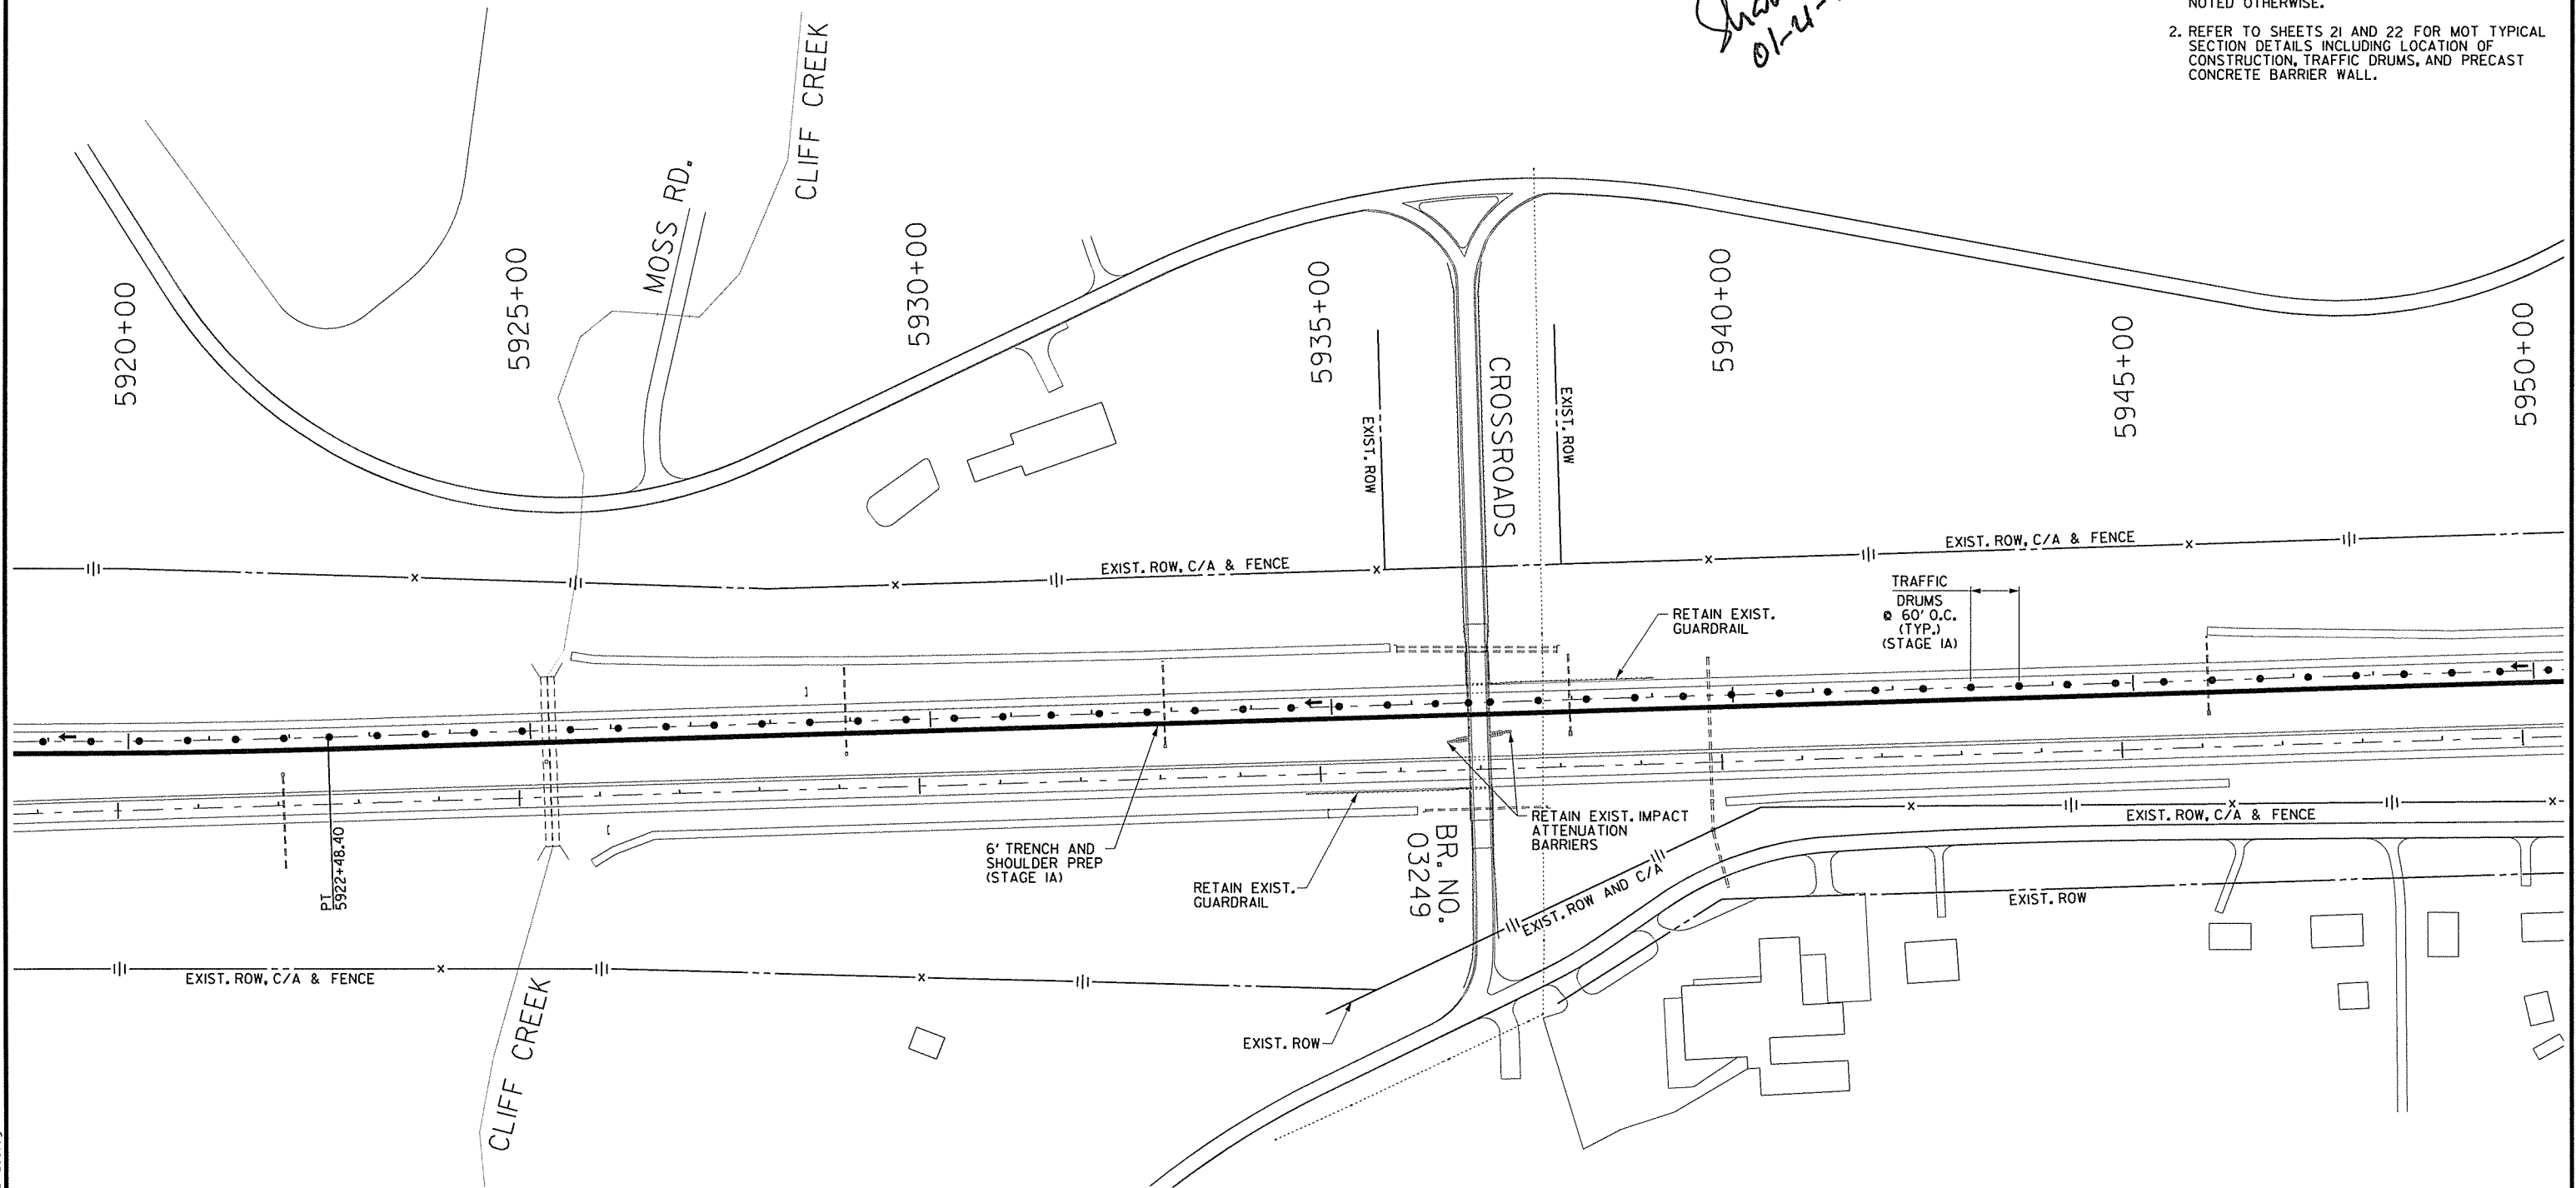 NOTED OTHERWISE.
2. REFER TO SHEETS 21 AND 22 FOR MOT TYPICAL
SECTION DETAILS INCLUDING LOCATION OF
CONSTRUCTION, TRAFFIC DRUMS, AND PRECAST
CONCRETE BARRIER WALL.
CLIFF CREEK
MOSS RD.
5920+00
5925+00
5930+00
5935+00
5940+00
5945+00
5950+00
EXIST. ROW
CROSSROADS
EXIST. ROW
EXIST. ROW, C/A & FENCE
EXIST. ROW, C/A & FENCE
TRAFFIC
DRUMS
@ 60' O.C.
(TYP.)
(STAGE 1A)
RETAIN EXIST.
GUARDRAIL
PT
5922+48.40
6' TRENCH AND
SHOULDER PREP
(STAGE 1A)
RETAIN EXIST.
GUARDRAIL
BR. NO.
03249
RETAIN EXIST. IMPACT
ATTENUATION
BARRIERS
EXIST. ROW AND C/A
EXIST. ROW, C/A & FENCE
EXIST. ROW
EXIST. ROW, C/A & FENCE
EXIST. ROW
CLIFF CREEK